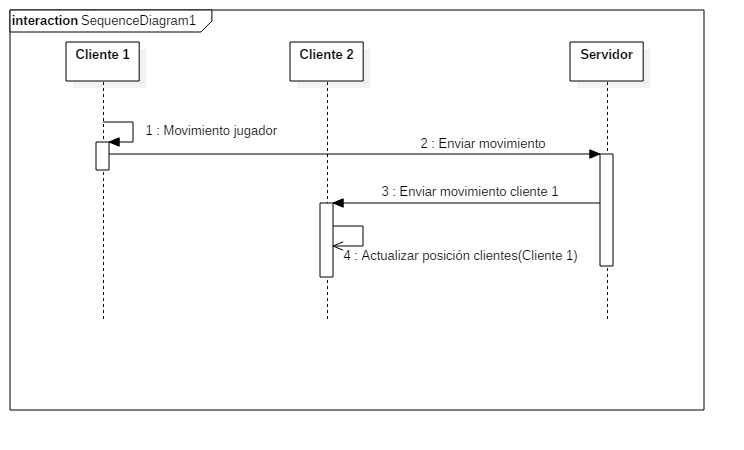 interaction SequenceDiagram1
Cliente 1
Cliente 2
Servidor
1 : Movimiento jugador
2 : Enviar movimiento
3 : Enviar movimiento cliente 1
4 : Actualizar posición clientes(Cliente 1)